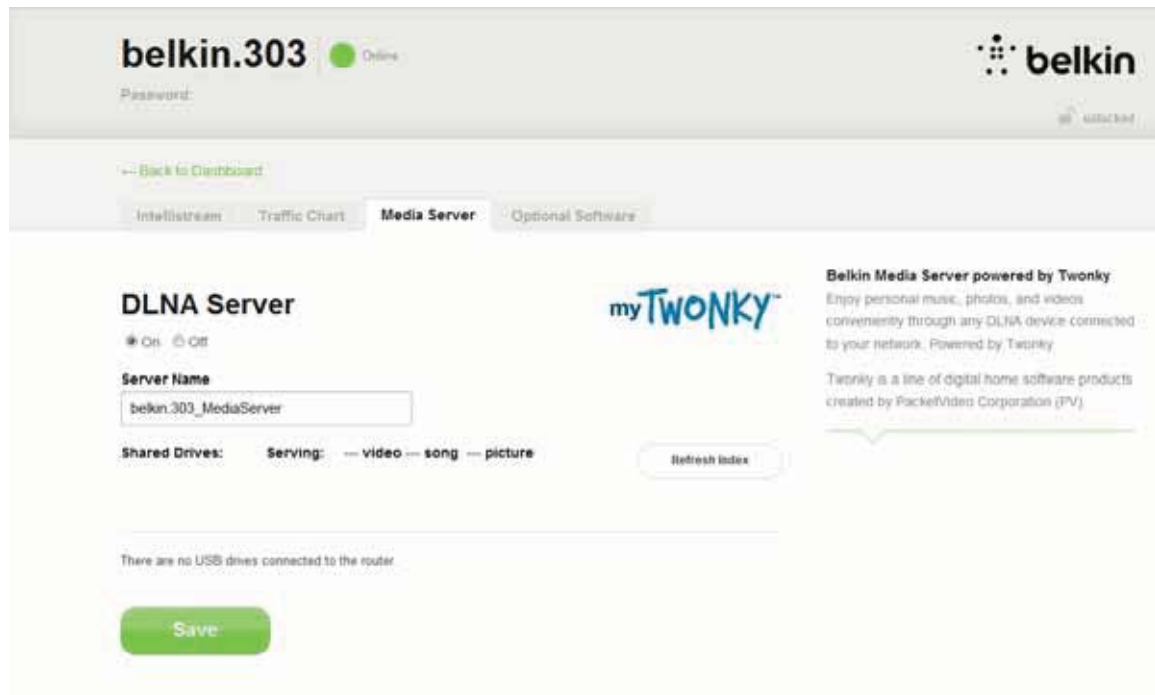 belkin.303 Online
belkin
Password:
unlocked
← Back to Dashboard
Intellistream Traffic Chart Media Server Optional Software
DLNA Server
myTWONKY™
On Off
Server Name
belkin.303_MediaServer
Shared Drives: Serving: --- video --- song --- picture
Refresh Index
There are no USB drives connected to the router
Save
Belkin Media Server powered by Twonky
Enjoy personal music, photos, and videos
conveniently through any DLNA device connected
to your network. Powered by Twonky
Twonky is a line of digital home software products
created by PacketVideo Corporation (PV)